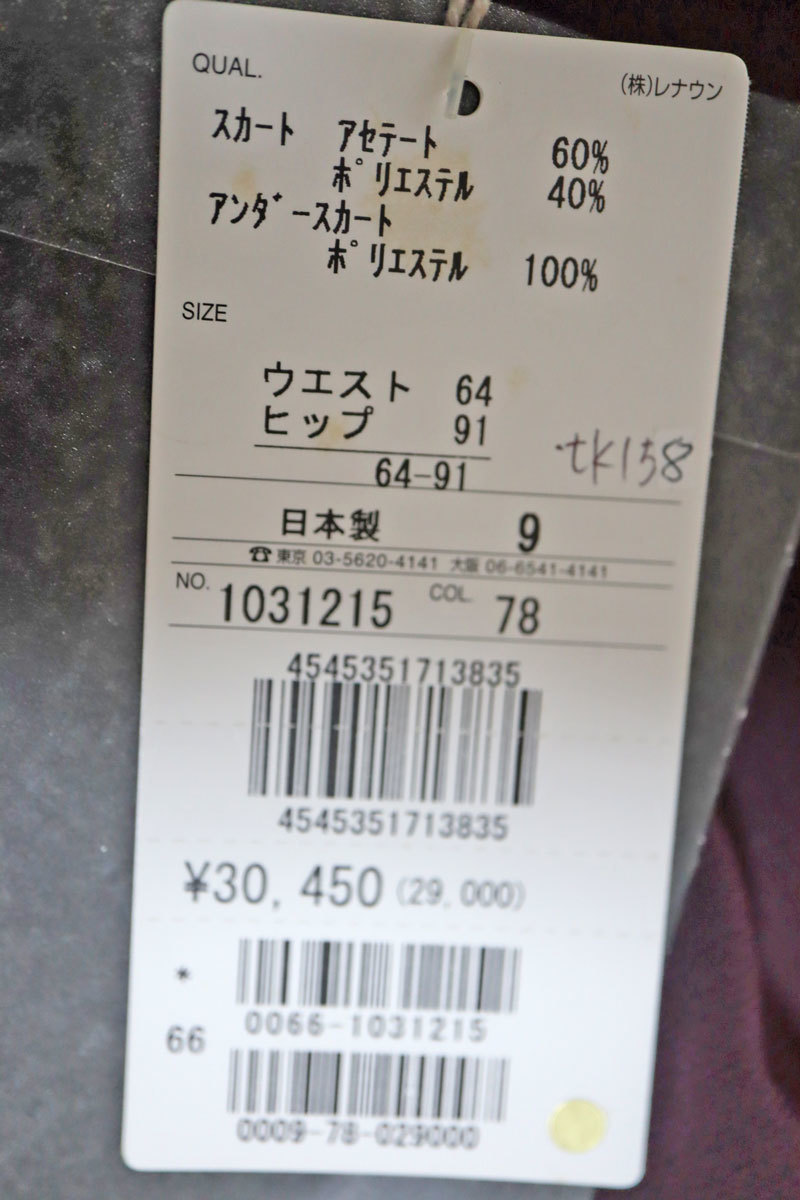 QUAL.
(株)レナウン
スカート アセテート 60%
ポリエステル 40%
アンダースカート
ポリエステル 100%
SIZE
ウエスト 64
ヒップ 91
64-91
tk158
日本製 9
☎東京 03-5620-4141 大阪 06-6541-4141
NO. 1031215 COL. 78
4545351713835
4545351713835
¥30,450 (29,000)
*
0066-1031215
66
0009-78-029000